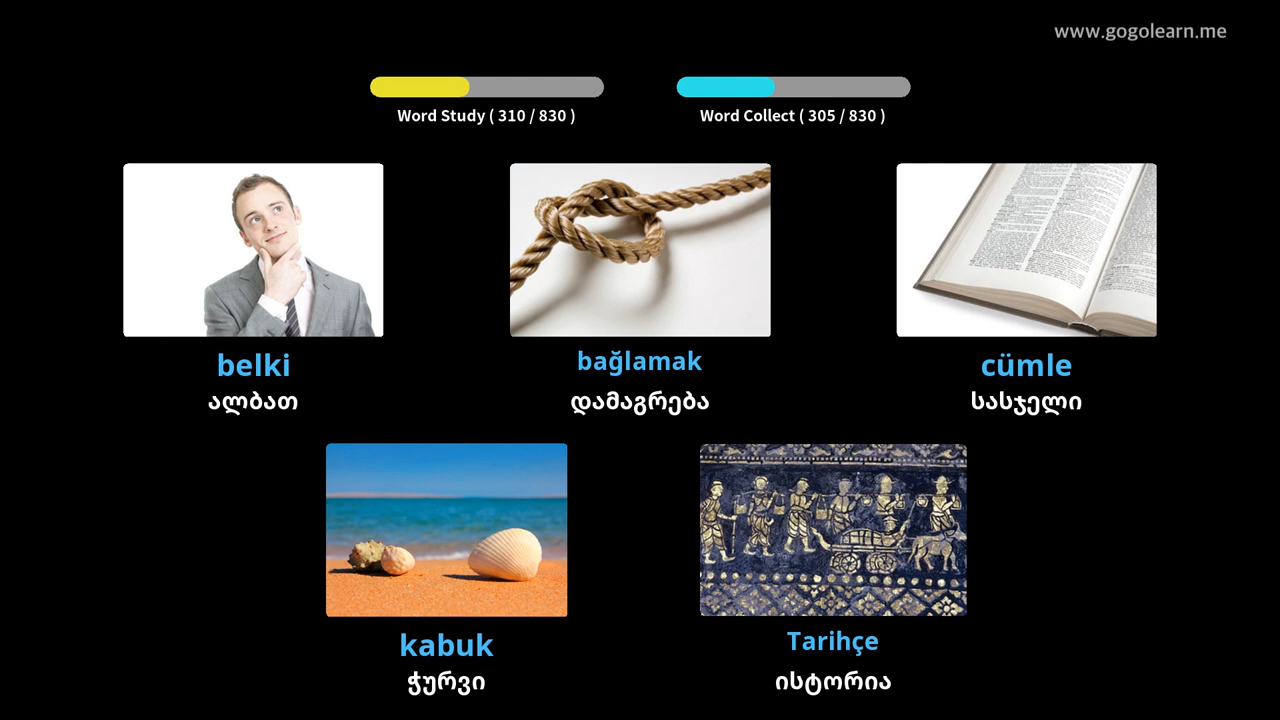 www.gogolearn.me
Word Study ( 310 / 830 )
Word Collect ( 305 / 830 )
belki
ალბათ
bağlamak
დამაგრება
cümle
სასჯელი
kabuk
ჭურვი
Tarihçe
ისტორია